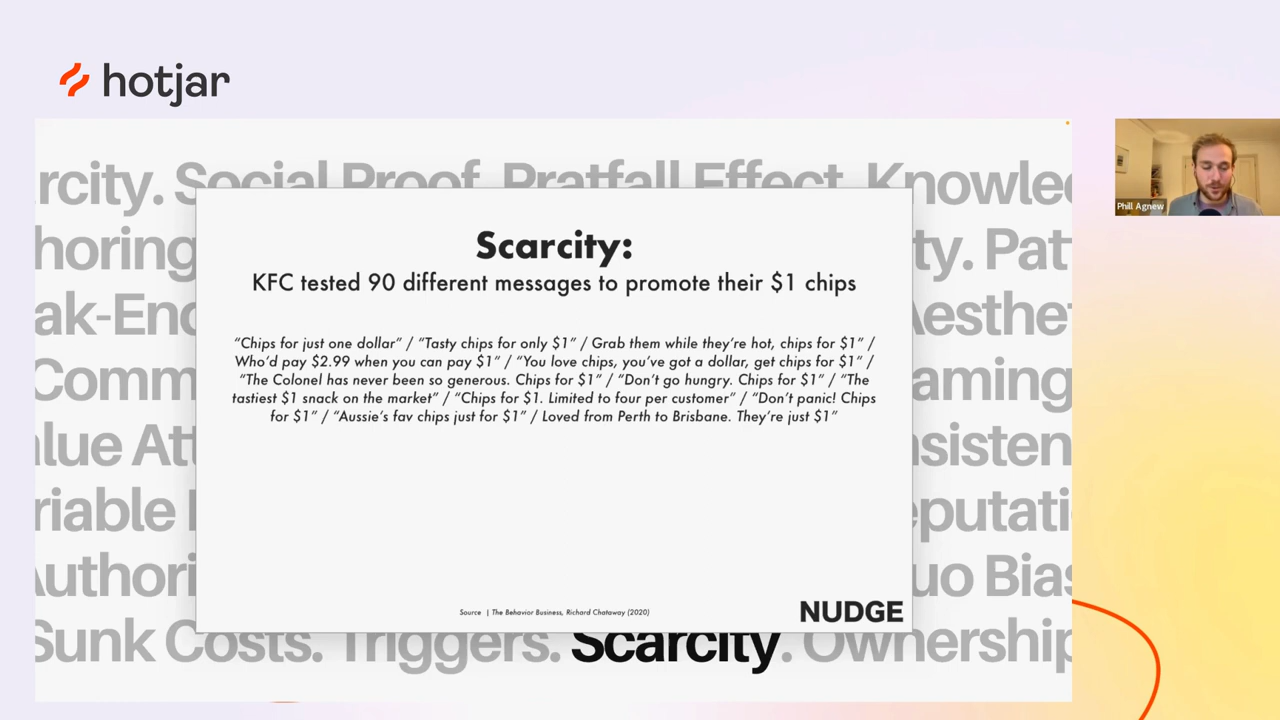 hotjar
rcity. Social Proof. Pratfall Effect. Knowle
Phill Agnew
Scarcity:
horing
ty. Pat
KFC tested 90 different messages to promote their $1 chips
ak-End
Aesthe
“Chips for just one dollar” / “Tasty chips for only $1” / Grab them while they’re hot, chips for $1” /
Who’d pay $2.99 when you can pay $1” / “You love chips, you’ve got a dollar, get chips for $1” /
“The Colonel has never been so generous. Chips for $1” / “Don’t go hungry. Chips for $1” / “The
tastiest $1 snack on the market” / “Chips for $1. Limited to four per customer” / “Don’t panic! Chips
for $1” / “Aussie’s fav chips just for $1” / Loved from Perth to Brisbane. They’re just $1”
Comm
aming
lue Att
nsisten
riable
eputati
Authori
uo Bias
Source | The Behavior Business, Richard Chataway (2020)
NUDGE
Sunk Costs. Triggers. Scarcity. Ownership